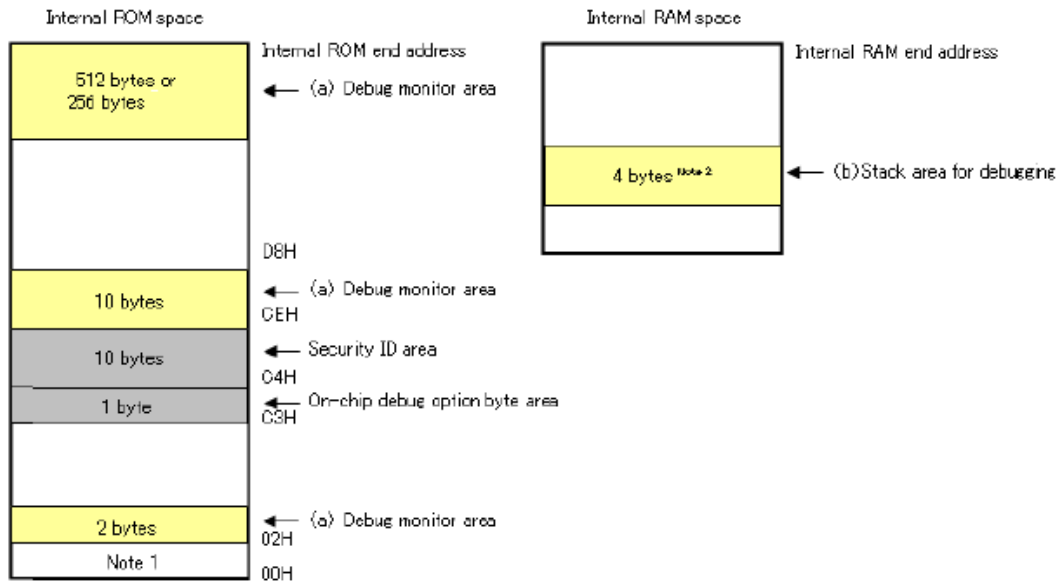 Internal ROM space
Internal ROM end address
512 bytes or
256 bytes
(a) Debug monitor area
D8H
10 bytes
(a) Debug monitor area
CEH
10 bytes
Security ID area
C4H
1 byte
On-chip debug option byte area
C3H
2 bytes
(a) Debug monitor area
02H
Note 1
00H
Internal RAM space
Internal RAM end address
4 bytes Note 2
(b)Stack area for debugging